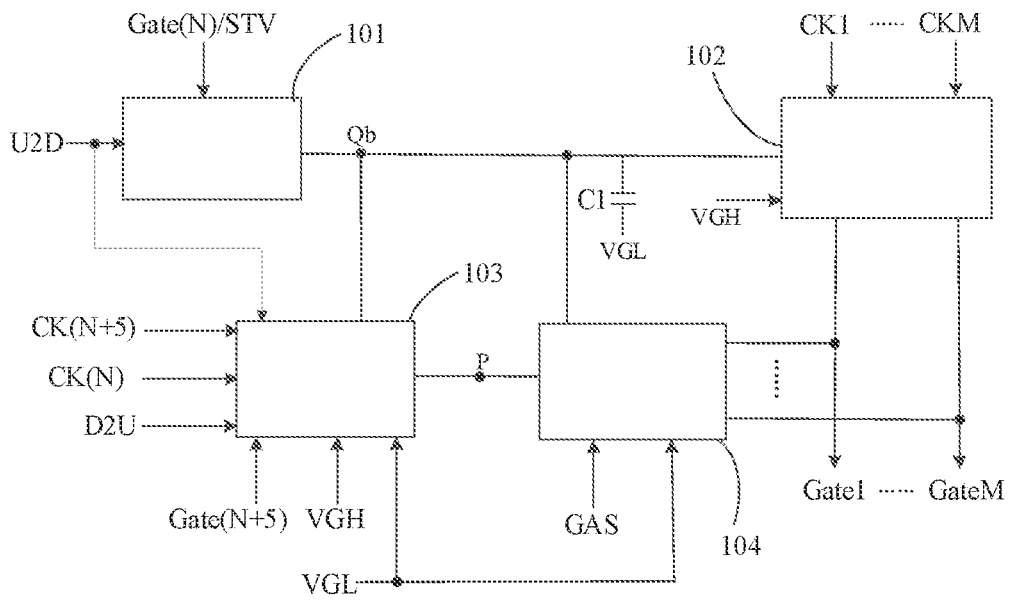 Gate(N)/STV
101
CK1 ...... CKM
102
U2D
Qb
C1
VGH
VGL
103
CK(N+5)
P
CK(N)
D2U
Gate1 ...... GateM
Gate(N+5)
VGH
GAS
104
VGL